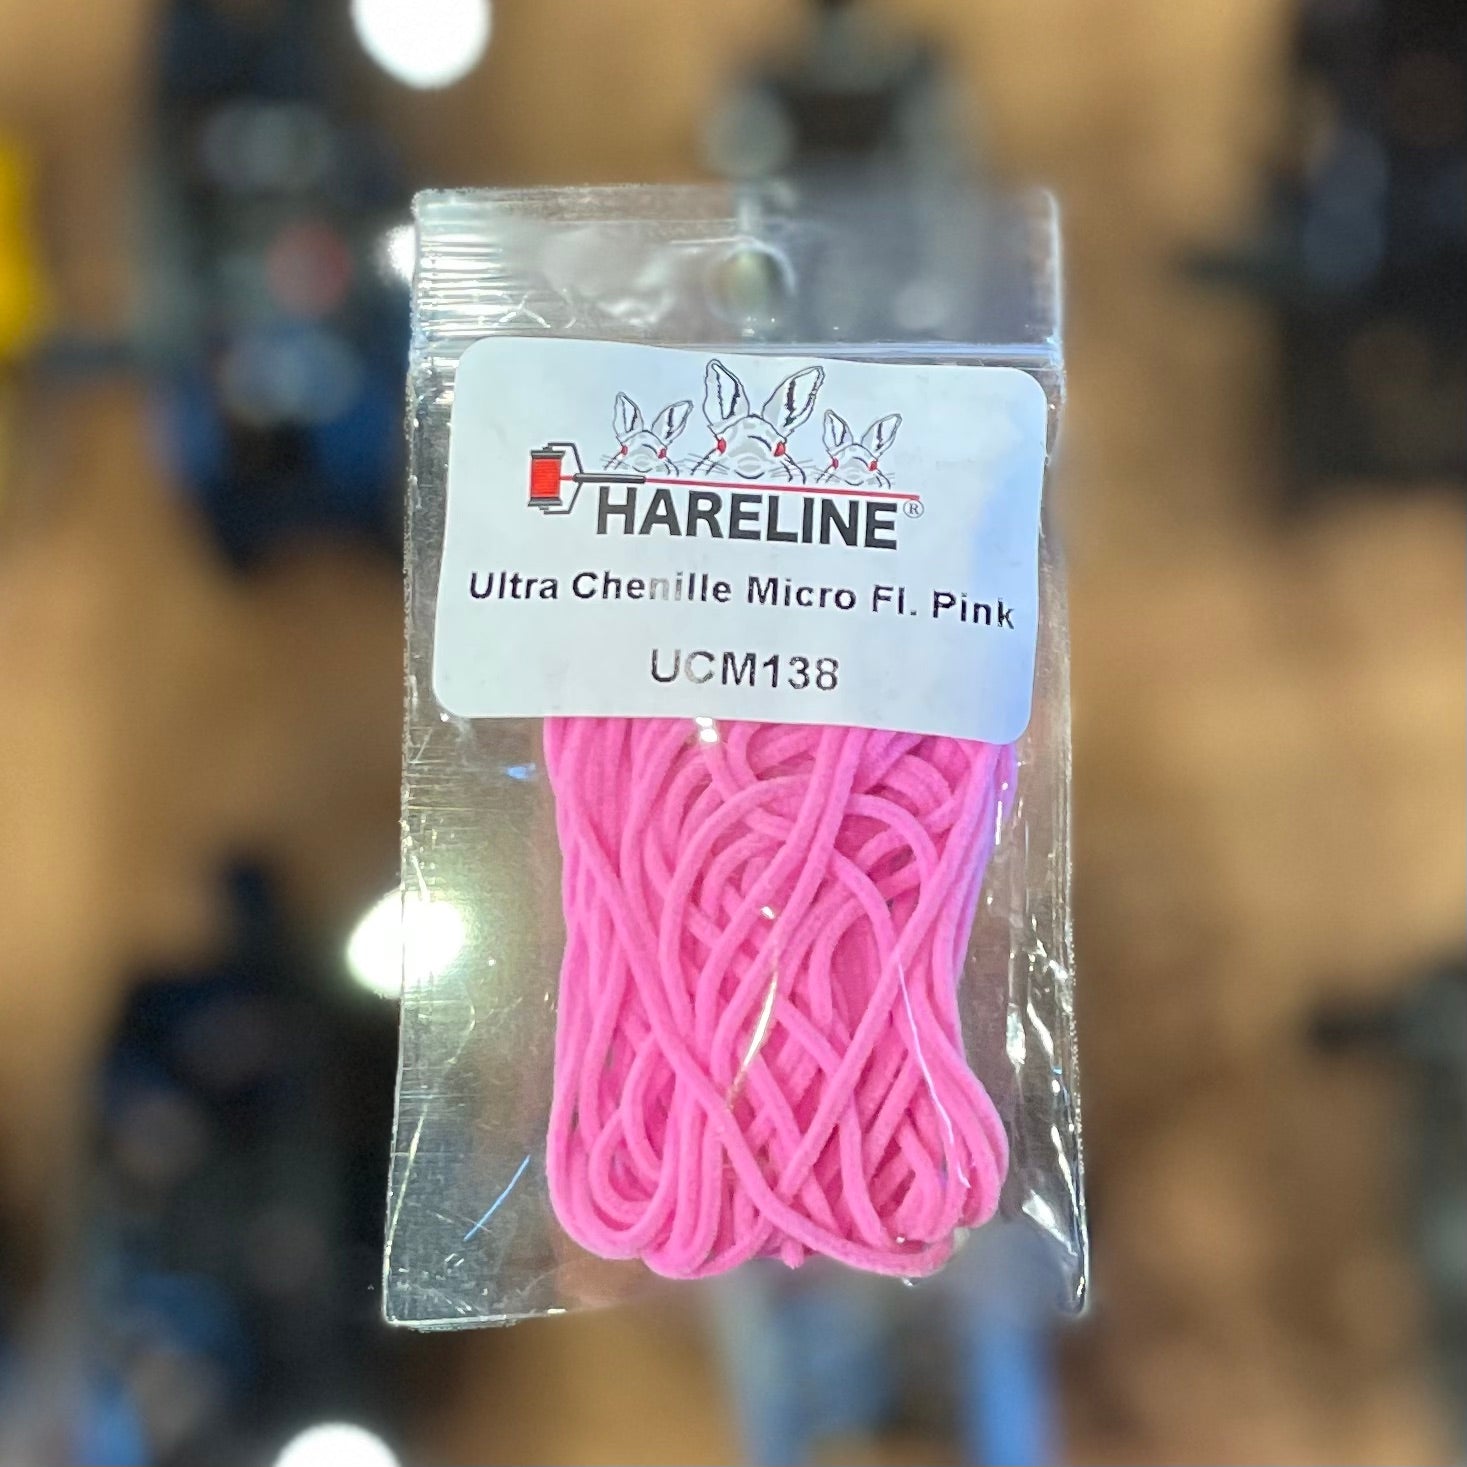 HARELINE®
Ultra Chenille Micro Fl. Pink
UCM138